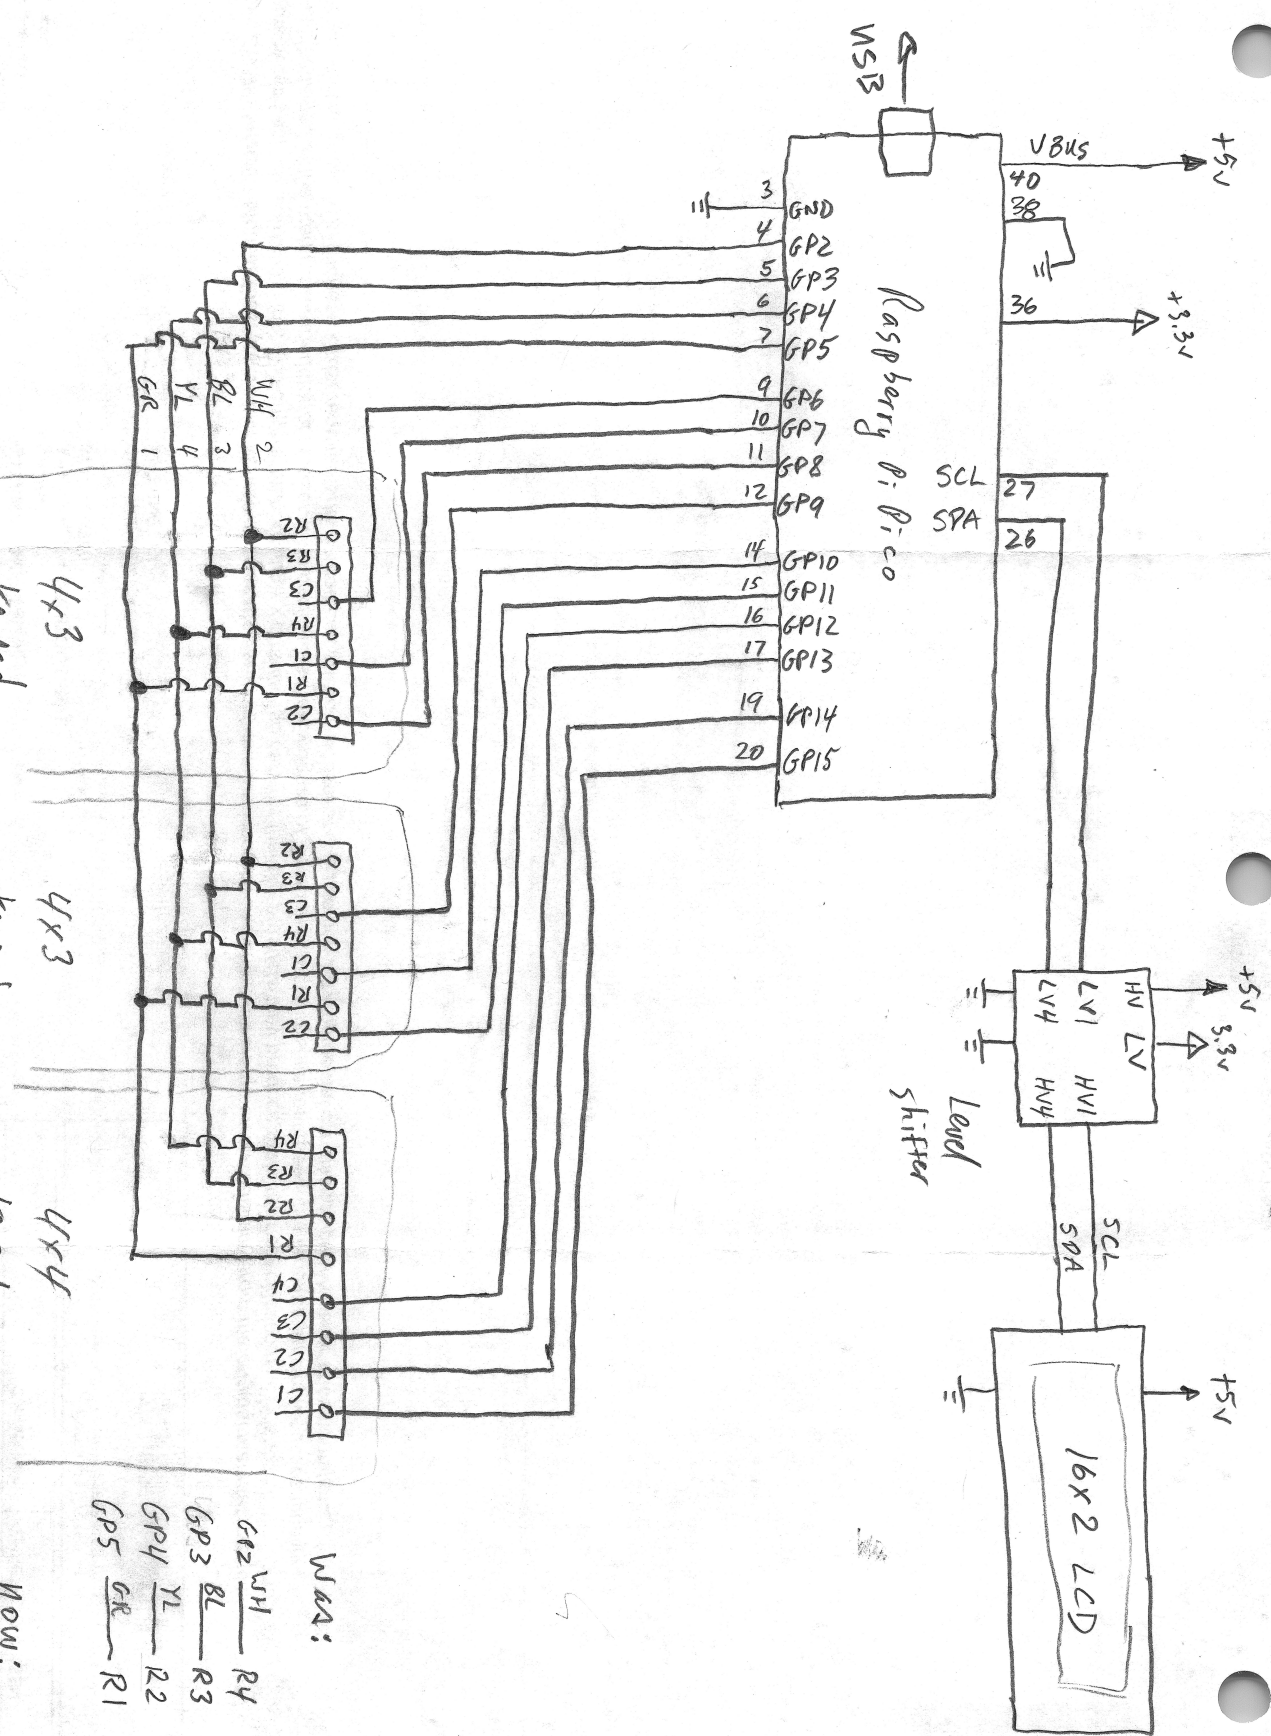 USB
VBUS
+5v
40
38
36
+3.3v
3 GND
4 GP2
5 GP3
6 GP4
7 GP5
9 GP6
10 GP7
11 GP8
12 GP9
14 GP10
15 GP11
16 GP12
17 GP13
19 GP14
20 GP15
Raspberry Pi Pico
SCL 27
SDA 26
WH 2
BL 3
YL 4
GR 1
R2
R3
C3
R4
C1
R1
C2
4x3
R2
R3
C3
R4
C1
R1
C2
4x3
R4
R3
R2
R1
C4
C3
C2
C1
4x4
+5v
3.3v
HV LV
LV1 HV1
LV4 HV4
Level
shifter
SCL
SDA
+5v
16x2 LCD
Was:
GP2 WH R4
GP3 BL R3
GP4 YL R2
GP5 GR R1
Now: